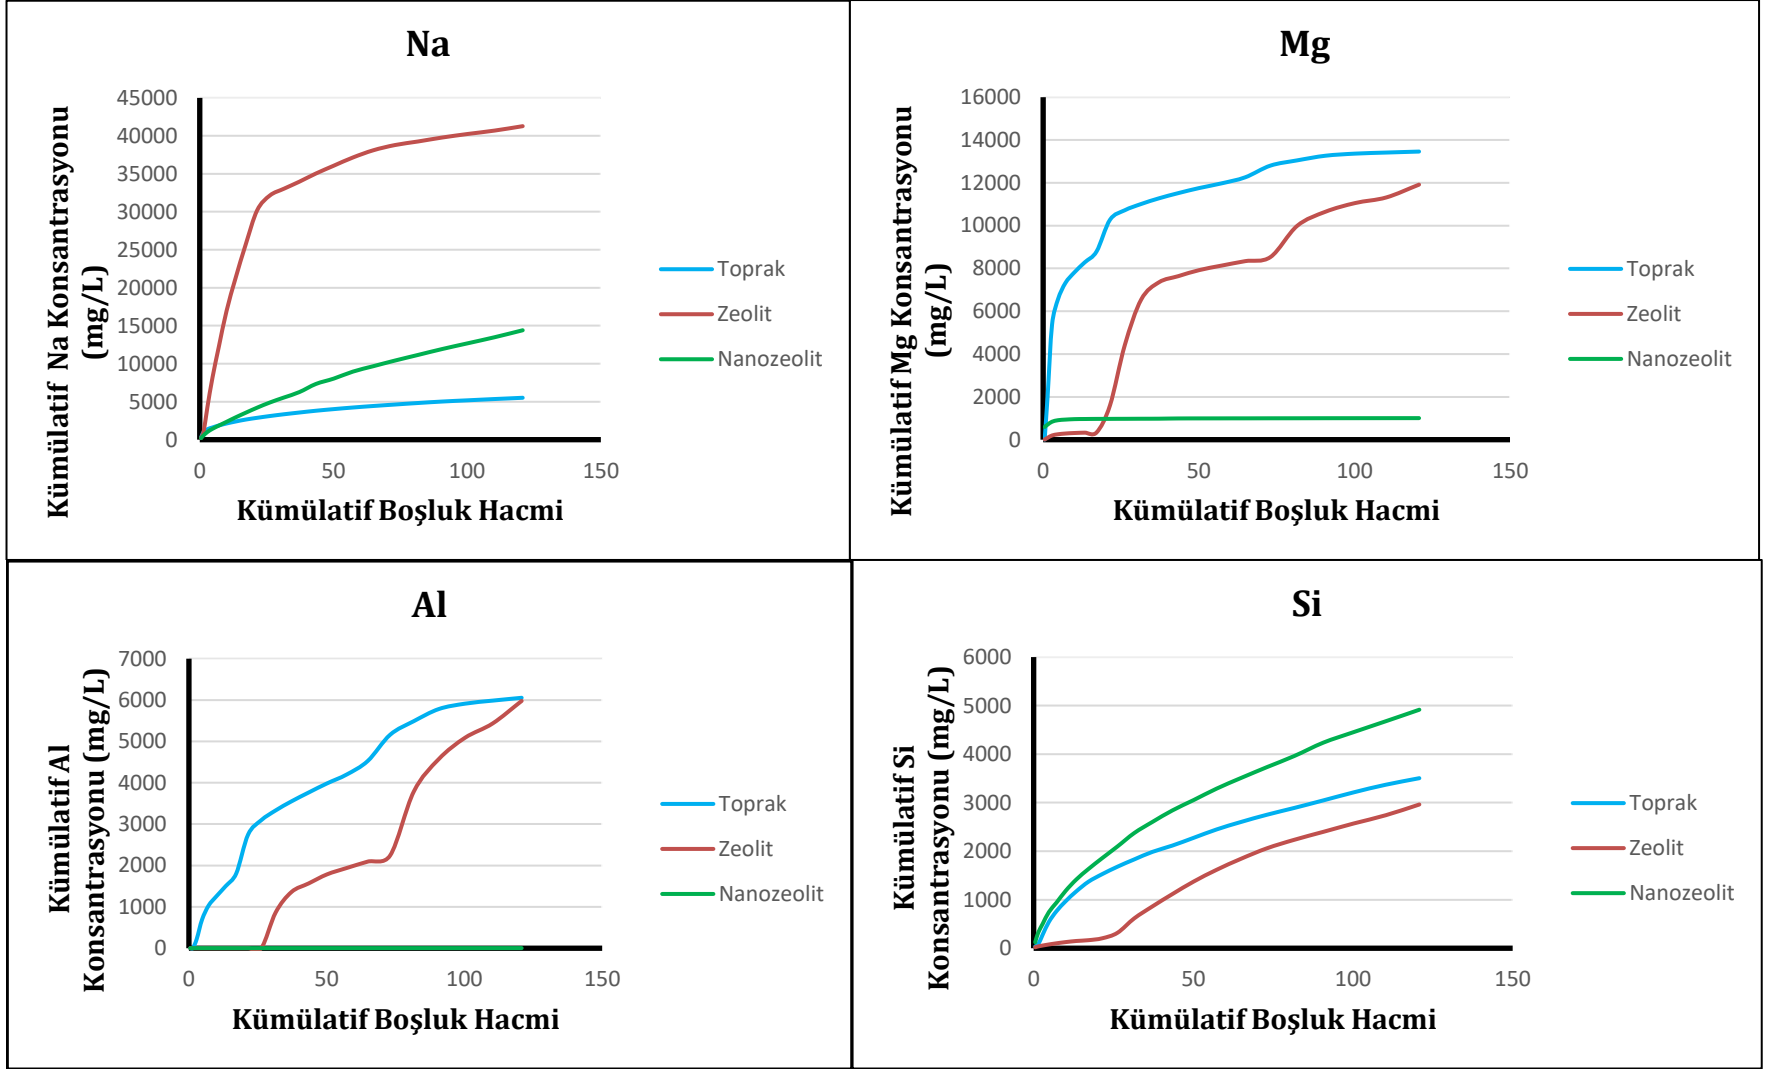 Na
Kümülatif Na Konsantrasyonu
(mg/L)
45000
40000
35000
30000
25000
20000
15000
10000
5000
0
0 50 100 150
Kümülatif Boşluk Hacmi
Toprak
Zeolit
Nanozeolit
Mg
Kümülatif Mg Konsantrasyonu
(mg/L)
16000
14000
12000
10000
8000
6000
4000
2000
0
0 50 100 150
Kümülatif Boşluk Hacmi
Toprak
Zeolit
Nanozeolit
Al
Kümülatif Al
Konsantrasyonu (mg/L)
7000
6000
5000
4000
3000
2000
1000
0
0 50 100 150
Kümülatif Boşluk Hacmi
Toprak
Zeolit
Nanozeolit
Si
Kümülatif Si
Konsantrasyonu (mg/L)
6000
5000
4000
3000
2000
1000
0
0 50 100 150
Kümülatif Boşluk Hacmi
Toprak
Zeolit
Nanozeolit